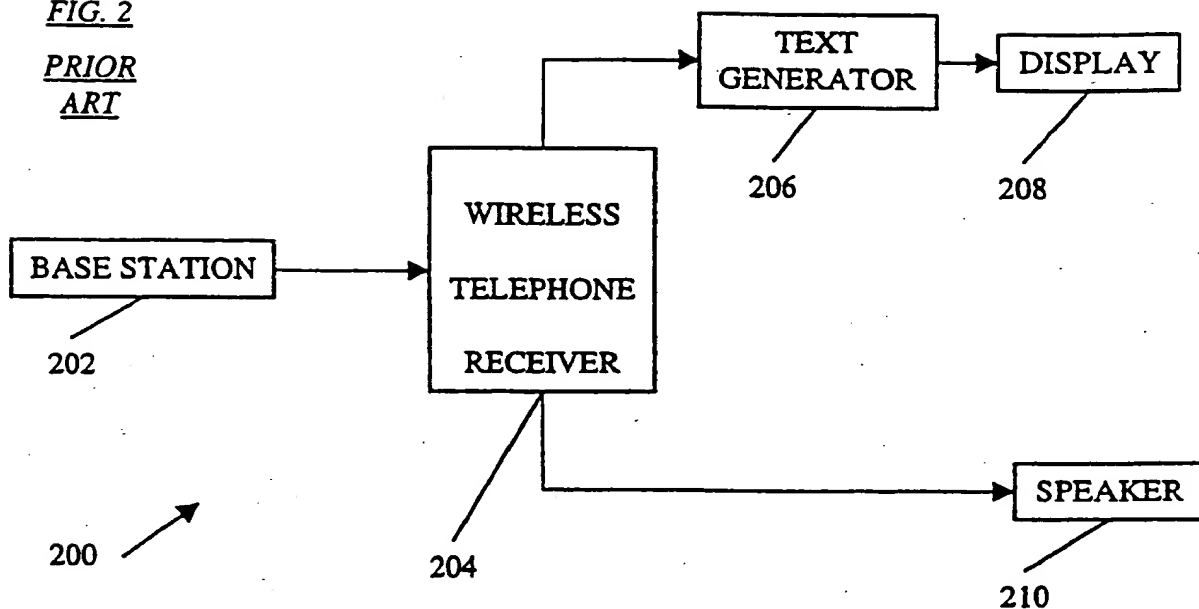 FIG. 2
PRIOR
ART
TEXT
GENERATOR
DISPLAY
206
208
WIRELESS
TELEPHONE
RECEIVER
BASE STATION
202
204
SPEAKER
210
200